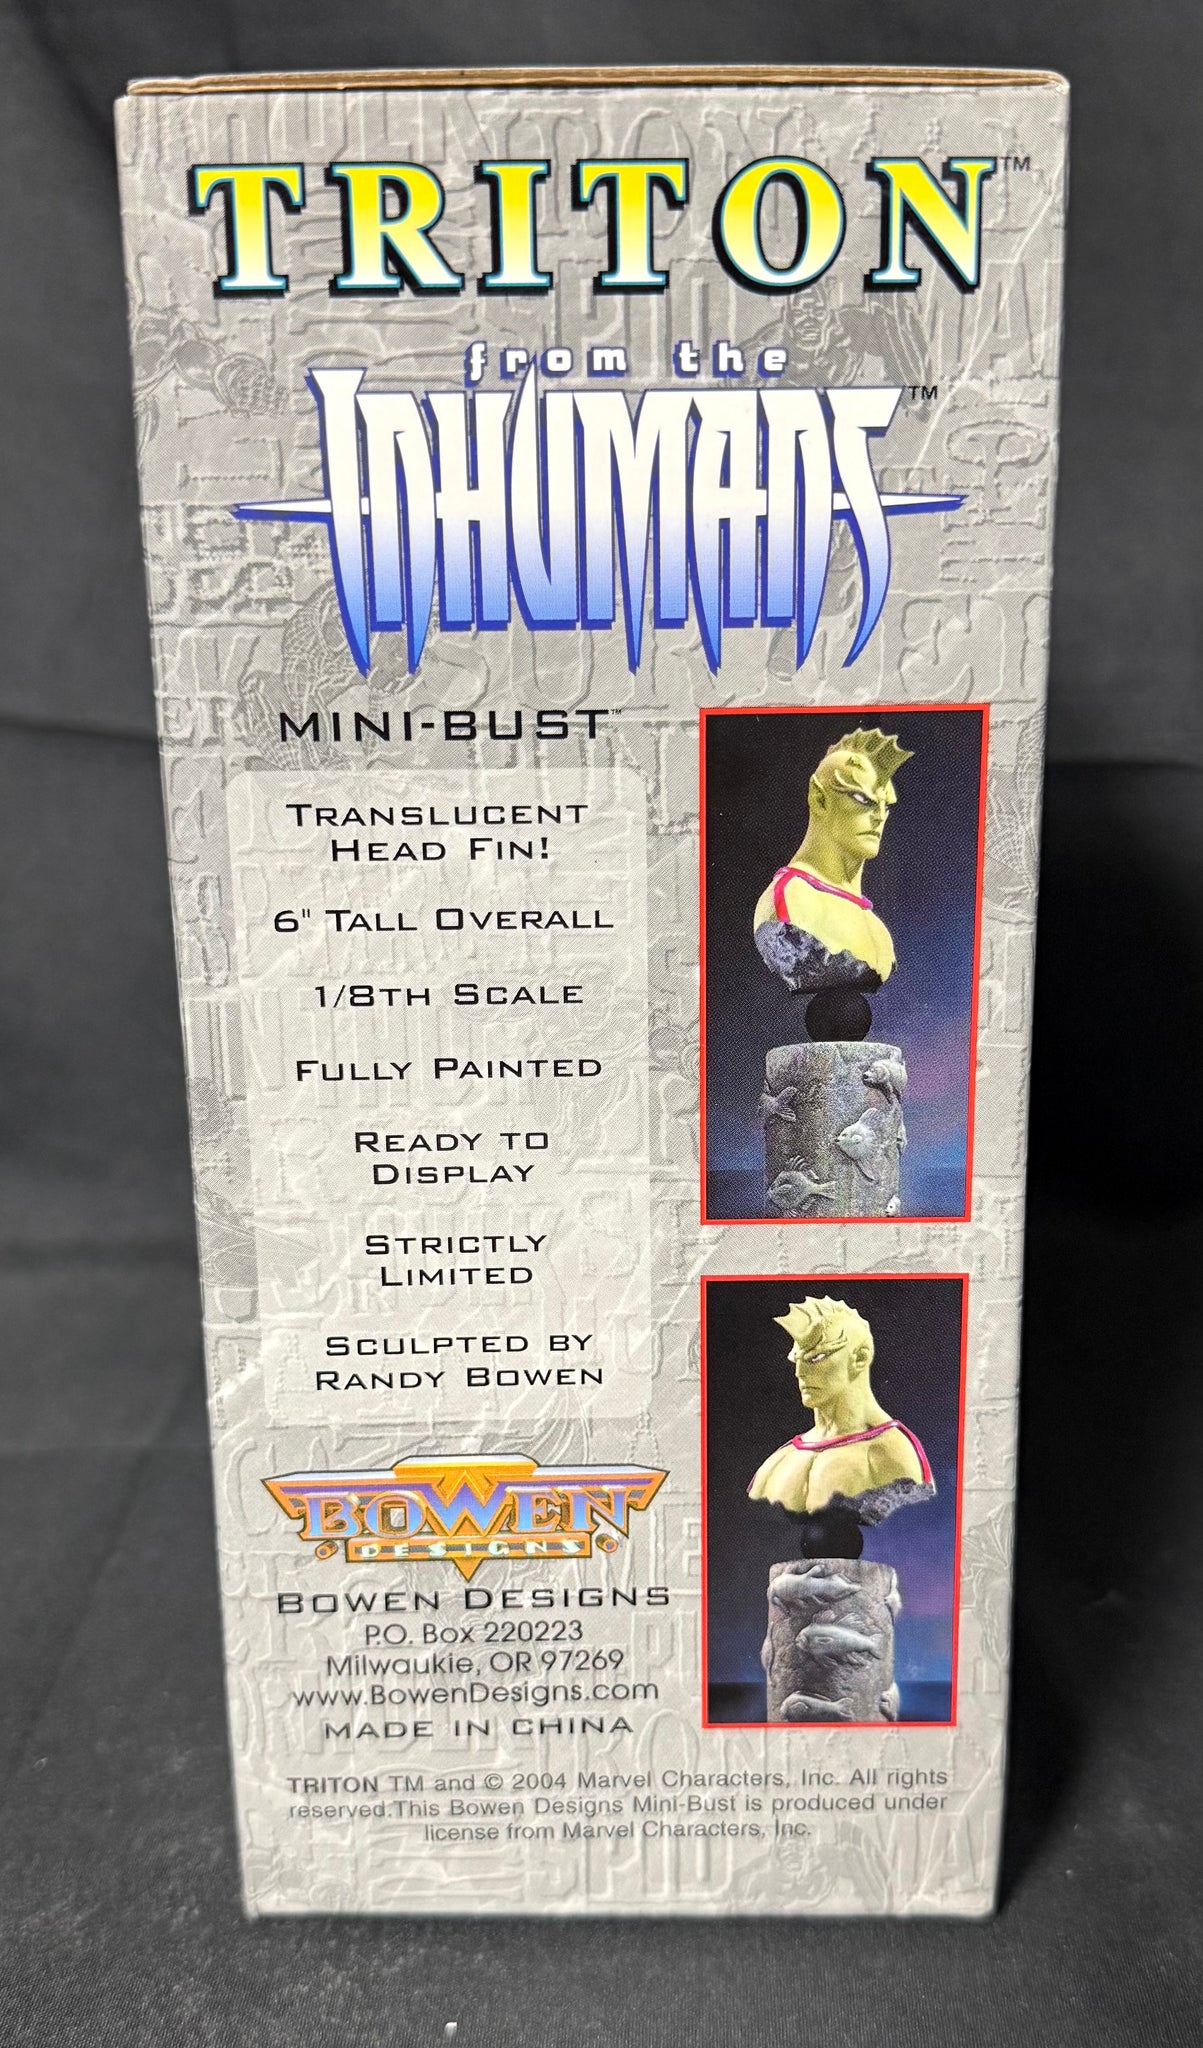 TRITON™
from the
INHUMANS™
MINI-BUST™
TRANSLUCENT
HEAD FIN!
6" TALL OVERALL
1/8TH SCALE
FULLY PAINTED
READY TO
DISPLAY
STRICTLY
LIMITED
SCULPTED BY
RANDY BOWEN
BOWEN
DESIGNS
BOWEN DESIGNS
P.O. Box 220223
Milwaukie, OR 97269
www.BowenDesigns.com
MADE IN CHINA
TRITON TM and © 2004 Marvel Characters, Inc. All rights
reserved.This Bowen Designs Mini-Bust is produced under
license from Marvel Characters, Inc.